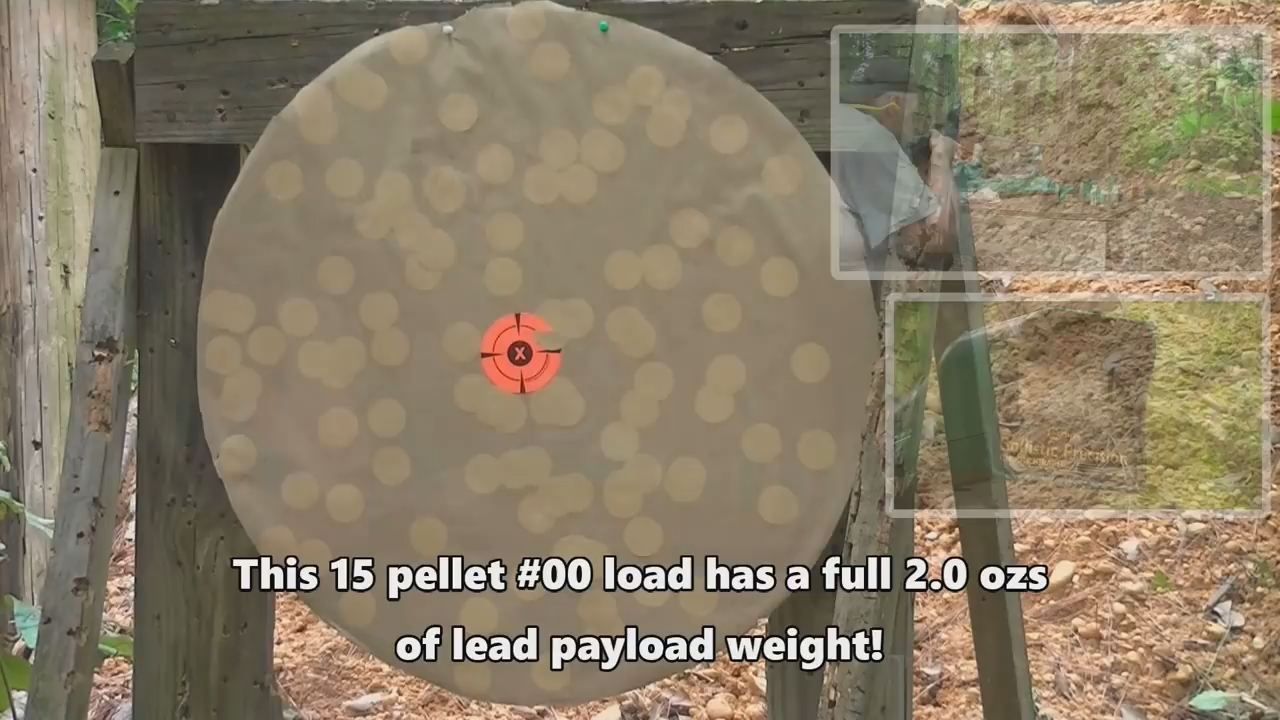 X
This 15 pellet #00 load has a full 2.0 ozs
of lead payload weight!